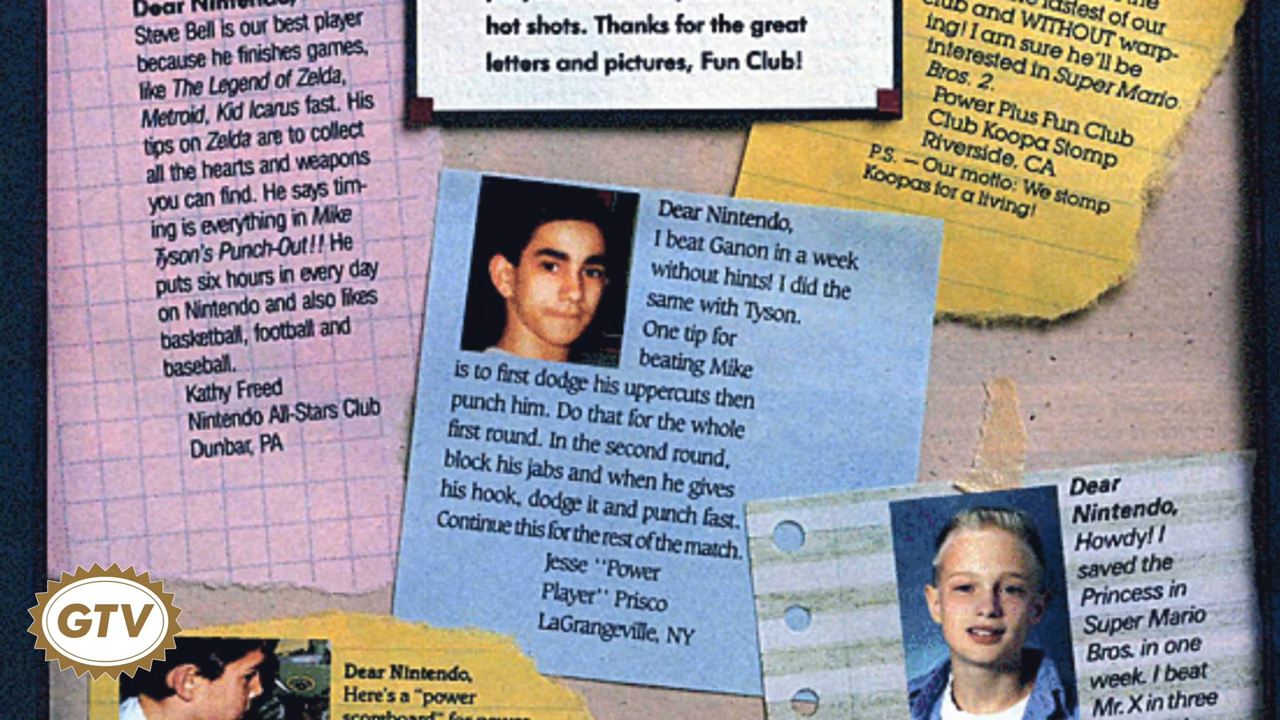 Dear Nintendo,
Steve Bell is our best player
because he finishes games,
like The Legend of Zelda,
Metroid, Kid Icarus fast. His
tips on Zelda are to collect
all the hearts and weapons
you can find. He says tim-
ing is everything in Mike
Tyson's Punch-Out!! He
puts six hours in every day
on Nintendo and also likes
basketball, football and
baseball.
Kathy Freed
Nintendo All-Stars Club
Dunbar, PA
hot shots. Thanks for the great
letters and pictures, Fun Club!
fastest of our
club and WITHOUT warp-
ing! I am sure he'll be
interested in Super Mario
Bros. 2.
Power Plus Fun Club
Club Koopa Stomp
Riverside, CA
P.S. — Our motto: We stomp
Koopas for a living!
Dear Nintendo,
I beat Ganon in a week
without hints! I did the
same with Tyson.
One tip for
beating Mike
is to first dodge his uppercuts then
punch him. Do that for the whole
first round. In the second round,
block his jabs and when he gives
his hook, dodge it and punch fast.
Continue this for the rest of the match.
Jesse "Power
Player" Prisco
LaGrangeville, NY
Dear
Nintendo,
Howdy! I
saved the
Princess in
Super Mario
Bros. in one
week. I beat
Mr. X in three
Dear Nintendo,
Here's a "power
scoreboard" for power
GTV